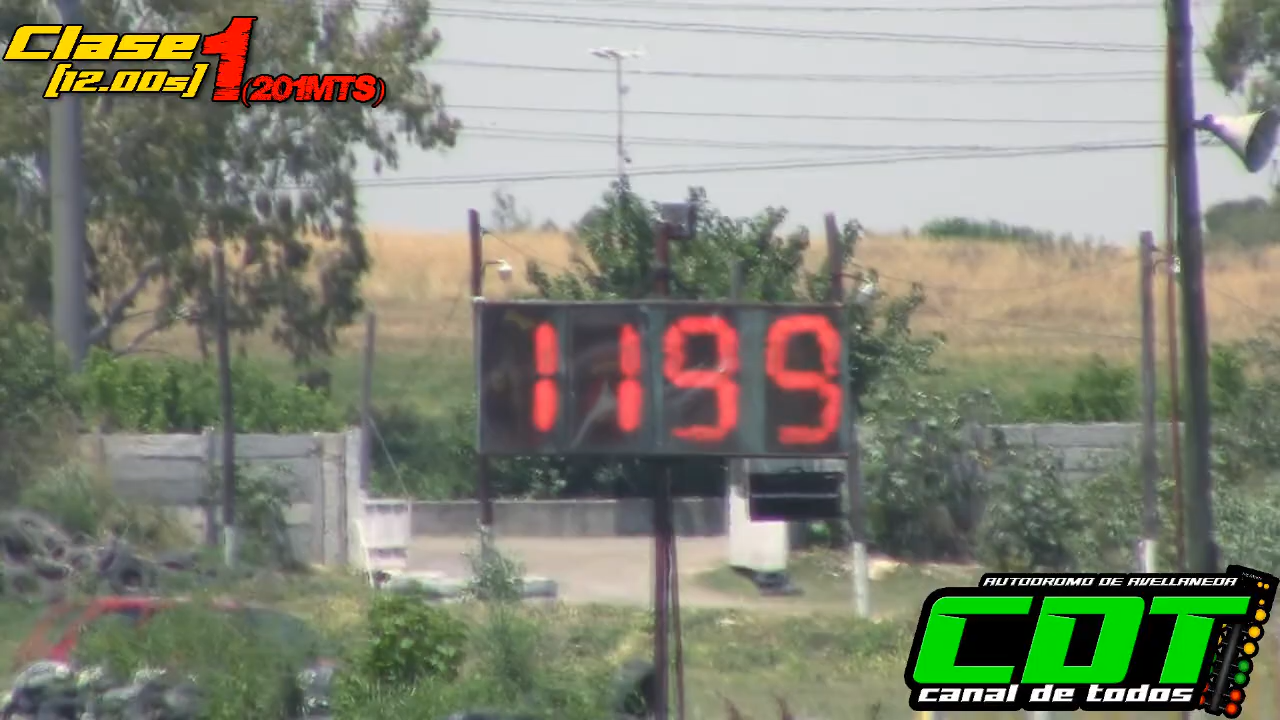 Clase 1
[12.00s] (201MTS)
1199
AUTODROMO DE AVELLANEDA
CDT
canal de todos